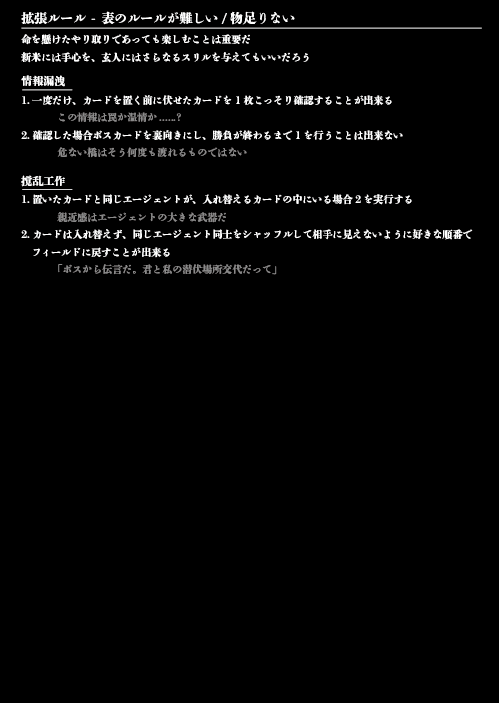 拡張ルール - 表のルールが難しい / 物足りない
命を懸けたやり取りであっても楽しむことは重要だ
新米には手心を、玄人にはさらなるスリルを与えてもいいだろう
情報漏洩
1. 一度だけ、カードを置く前に伏せたカードを 1 枚こっそり確認することが出来る
この情報は罠か温情か……?
2. 確認した場合ボスカードを裏向きにし、勝負が終わるまで 1 を行うことは出来ない
危ない橋はそう何度も渡れるものではない
撹乱工作
1. 置いたカードと同じエージェントが、入れ替えるカードの中にいる場合 2 を実行する
親近感はエージェントの大きな武器だ
2. カードは入れ替えず、同じエージェント同士をシャッフルして相手に見えないように好きな順番で
フィールドに戻すことが出来る
「ボスから伝言だ。君と私の潜伏場所交代だって」